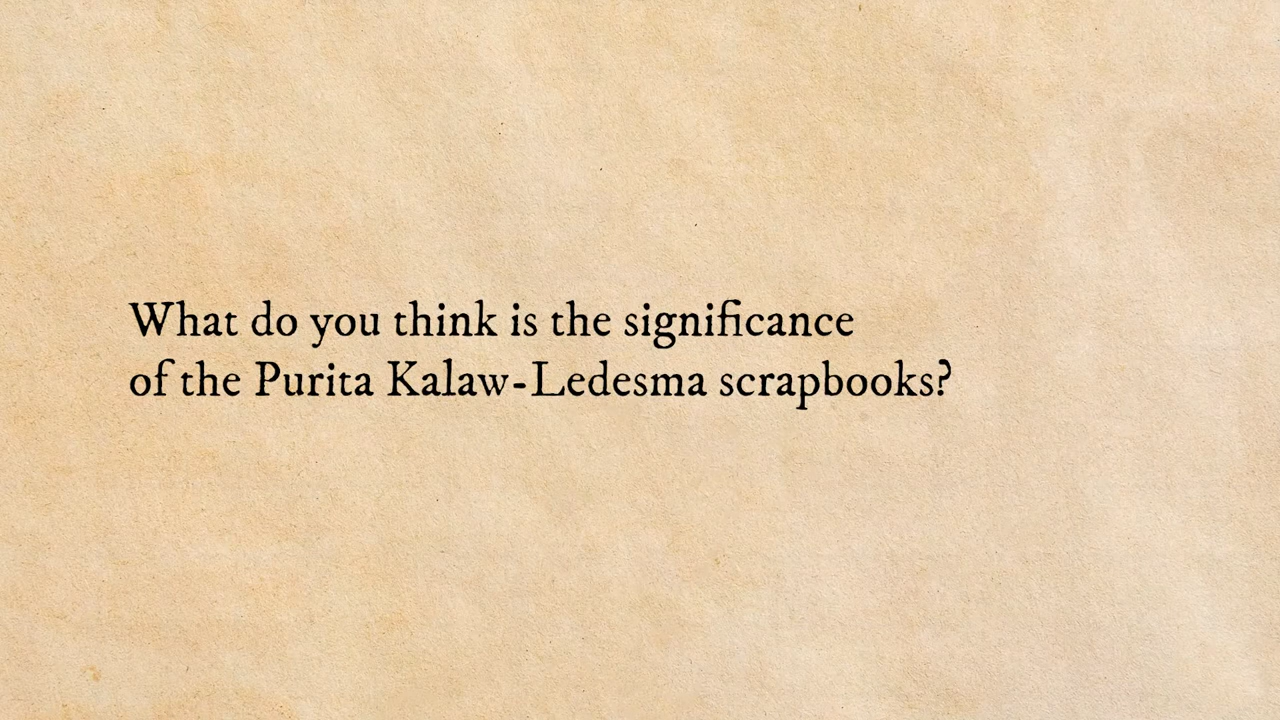 What do you think is the significance
of the Purita Kalaw-Ledesma scrapbooks?